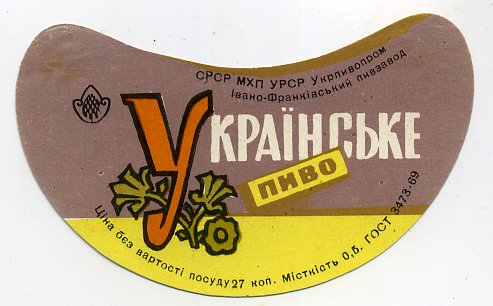 СРСР МХП УРСР Укрпивопром
Івано-Франківський пивзавод
УКРАЇНСЬКЕ
ПИВО
Ціна без вартості посуду 27 коп. Місткість 0,5. ГОСТ 3473-69